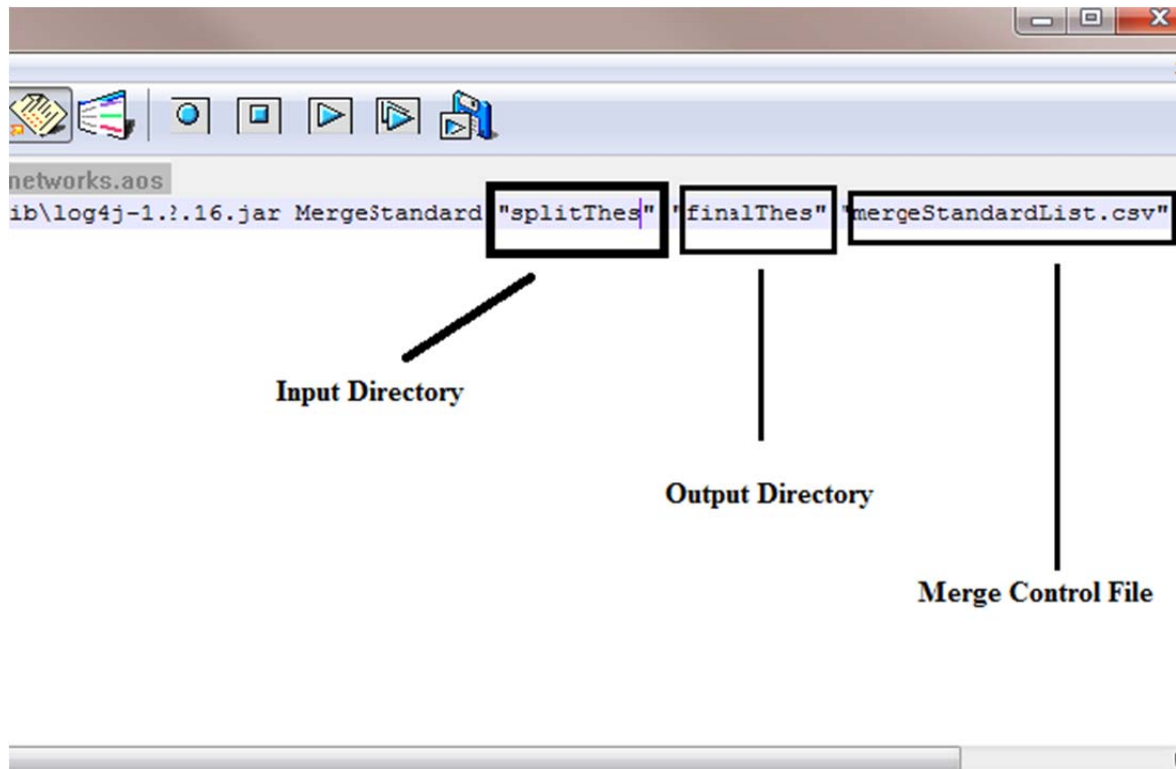 networks.aos
ib\log4j-1.2.16.jar MergeStandard "splitThes" "finalThes" "mergeStandardList.csv"
Input Directory
Output Directory
Merge Control File